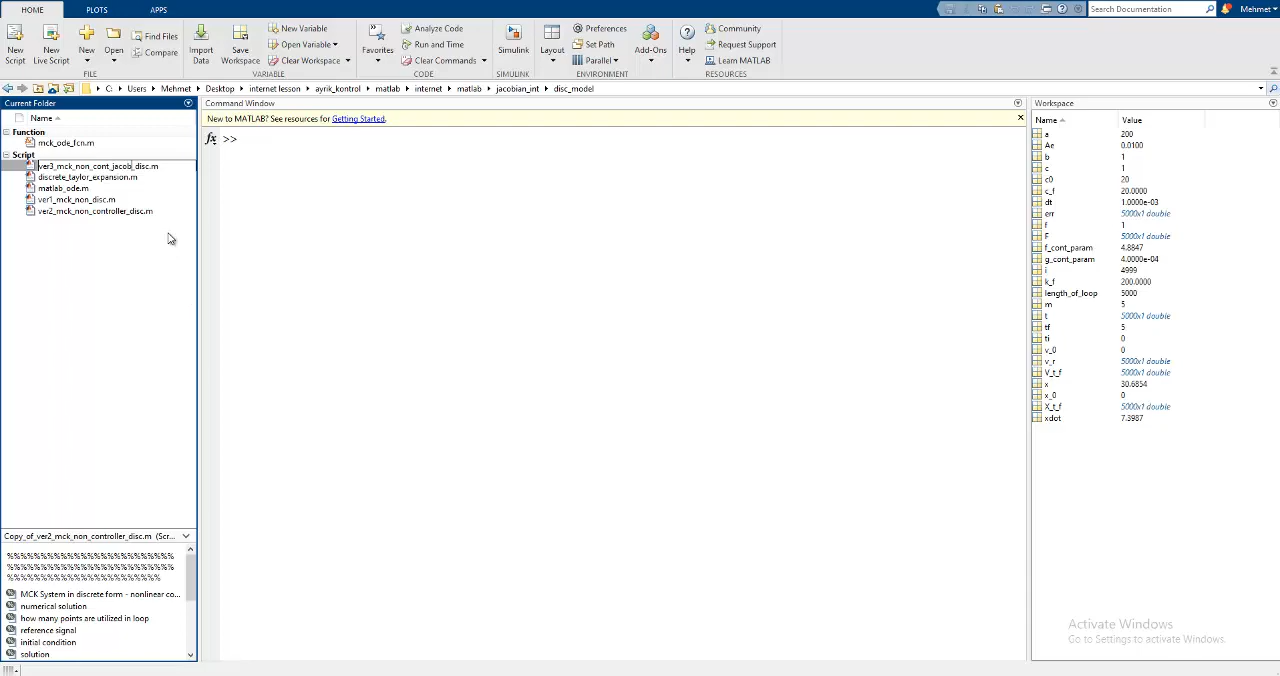 HOME PLOTS APPS
Search Documentation Mehmet
New Script
New Live Script
New
Open
Find Files
Compare
FILE
Import Data
Save Workspace
New Variable
Open Variable
Clear Workspace
VARIABLE
Favorites
Analyze Code
Run and Time
Clear Commands
CODE
Simulink
SIMULINK
Layout
Preferences
Set Path
Parallel
Add-Ons
ENVIRONMENT
Help
Community
Request Support
Learn MATLAB
RESOURCES
C: Users Mehmet Desktop internet lesson ayrik_kontrol matlab internet matlab jacobian_int disc_model
Current Folder
Name
Function
mck_ode_fcn.m
Script
ver3_mck_non_cont_jacob_disc.m
discrete_taylor_expansion.m
matlab_ode.m
ver1_mck_non_disc.m
ver2_mck_non_controller_disc.m
Copy_of_ver2_mck_non_controller_disc.m (Scr...
%%%%%%%%%%%%%%%%%%%%%%%%%
%%%%%%%%%%%%%%%%%%%%%%%%%
%%%%%%%%%%%%%%%%%%%%%%%
MCK System in discrete form - nonlinear co...
numerical solution
how many points are utilized in loop
reference signal
initial condition
solution
Command Window
New to MATLAB? See resources for Getting Started.
fx >>
Workspace
Name Value
a 200
Ae 0.0100
b 1
c 1
c0 20
c_f 20.0000
dt 1.0000e-03
err 5000x1 double
f 1
F 5000x1 double
f_cont_param 4.8847
g_cont_param 4.0000e-04
i 4999
k_f 200.0000
length_of_loop 5000
m 5
t 5000x1 double
tf 5
ti 0
v_0 0
v_r 5000x1 double
V_t_f 5000x1 double
x 30.6854
x_0 0
X_t_f 5000x1 double
xdot 7.3987
Activate Windows
Go to Settings to activate Windows.